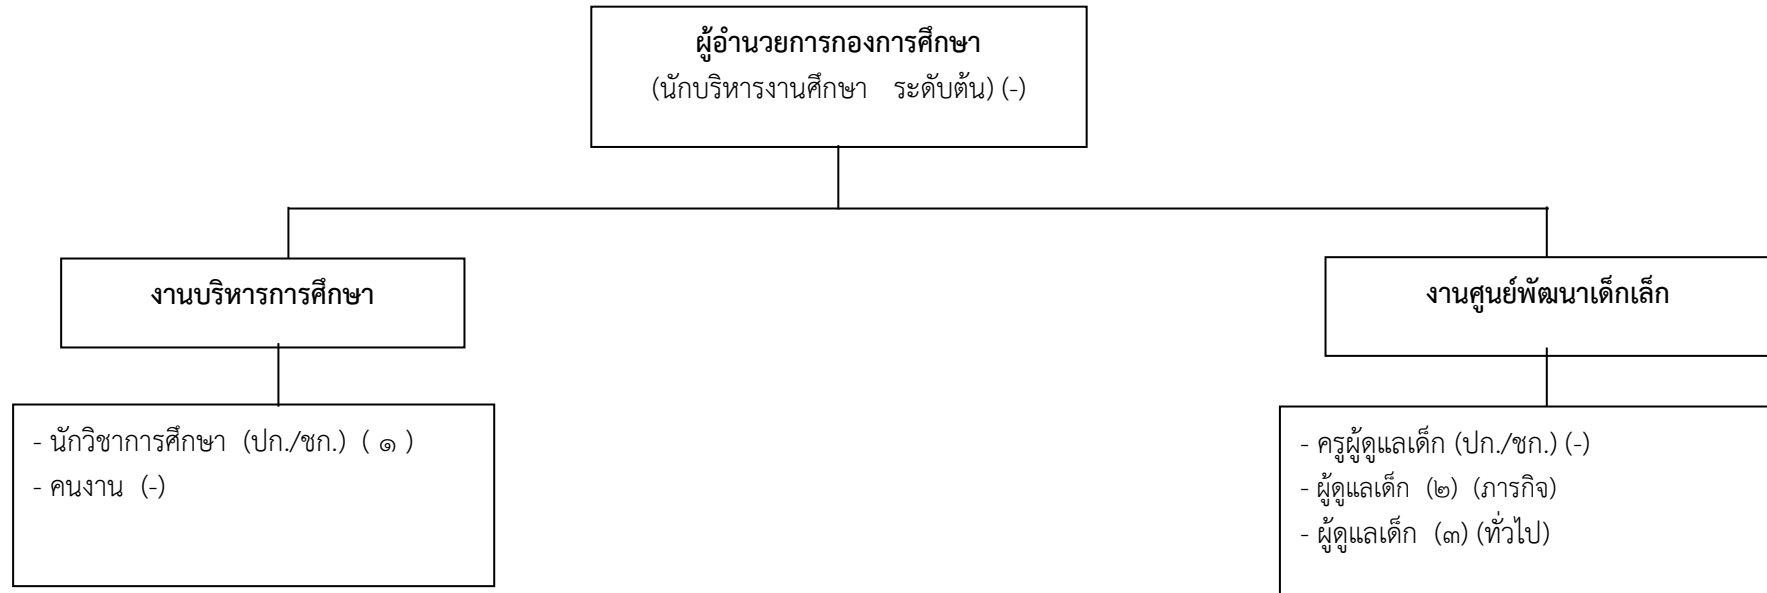 ผู้อำนวยการกองการศึกษา
(นักบริหารงานศึกษา ระดับต้น) (-)
งานบริหารการศึกษา
งานศูนย์พัฒนาเด็กเล็ก
- นักวิชาการศึกษา (ปก./ชก.) ( ๑ )
- คนงาน (-)
- ครูผู้ดูแลเด็ก (ปก./ชก.) (-)
- ผู้ดูแลเด็ก (๒) (ภารกิจ)
- ผู้ดูแลเด็ก (๓) (ทั่วไป)